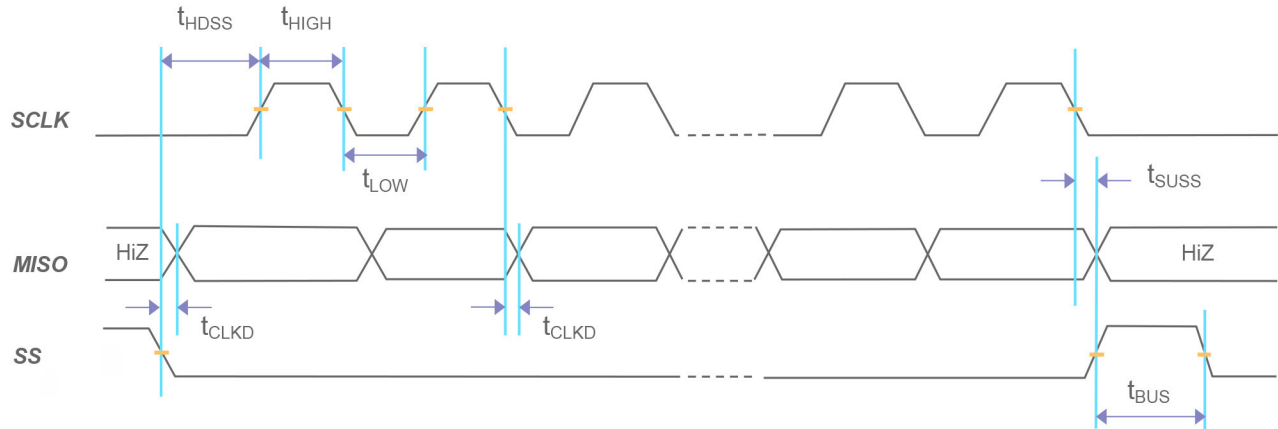 tHDSS tHIGH
SCLK
tLOW
tSUSS
HiZ HiZ
MISO
tCLKD tCLKD
SS
tBUS